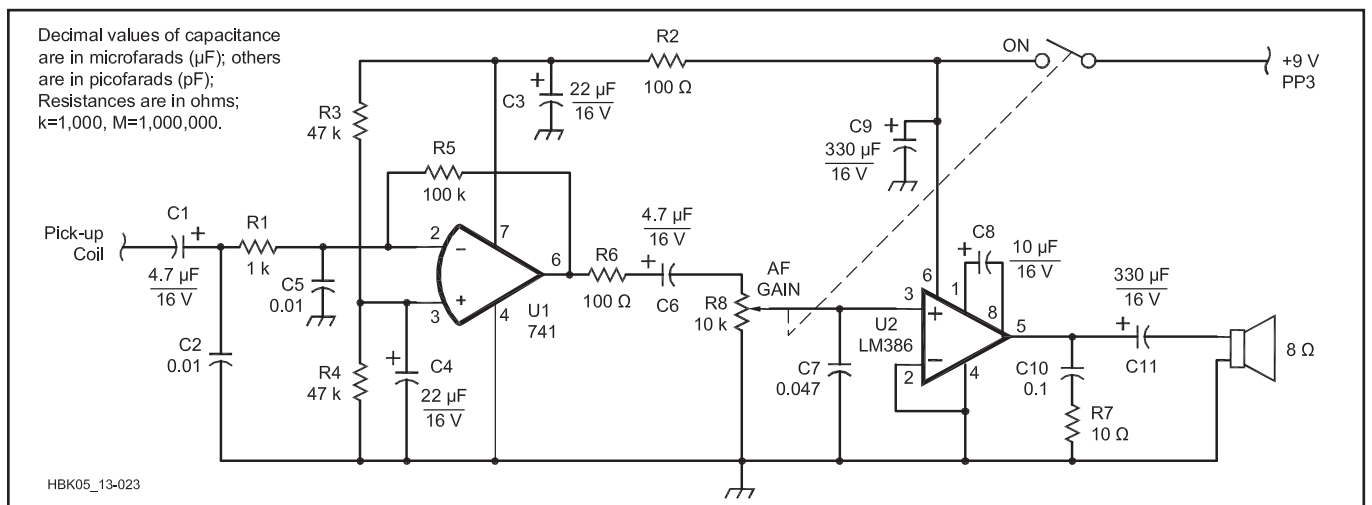 Decimal values of capacitance
are in microfarads (µF); others
are in picofarads (pF);
Resistances are in ohms;
k=1,000, M=1,000,000.
R2
100 Ω
ON
+9 V
PP3
R3
47 k
C3
+
22 µF
16 V
C9
+
330 µF
16 V
R5
100 k
Pick-up
Coil
C1
+
4.7 µF
16 V
R1
1 k
C5
0.01
C2
0.01
2
−
7
6
+
3
4
U1
741
R4
47 k
+
C4
22 µF
16 V
R6
100 Ω
4.7 µF
16 V
+
C6
AF
GAIN
R8
10 k
C7
0.047
6
1
+
C8
10 µF
16 V
8
3
+
U2
LM386
−
2
4
5
330 µF
16 V
+
C11
C10
0.1
R7
10 Ω
8 Ω
HBK05_13-023